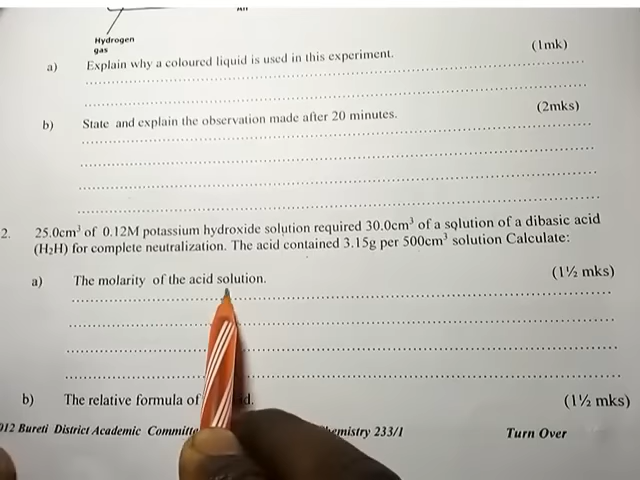 Hydrogen
gas
a) Explain why a coloured liquid is used in this experiment. (1mk)
b) State and explain the observation made after 20 minutes. (2mks)
2. 25.0cm³ of 0.12M potassium hydroxide solution required 30.0cm³ of a solution of a dibasic acid
(H₂H) for complete neutralization. The acid contained 3.15g per 500cm³ solution Calculate:
a) The molarity of the acid solution. (1½ mks)
b) The relative formula of (1½ mks)
012 Bureti District Academic 233/1 Turn Over